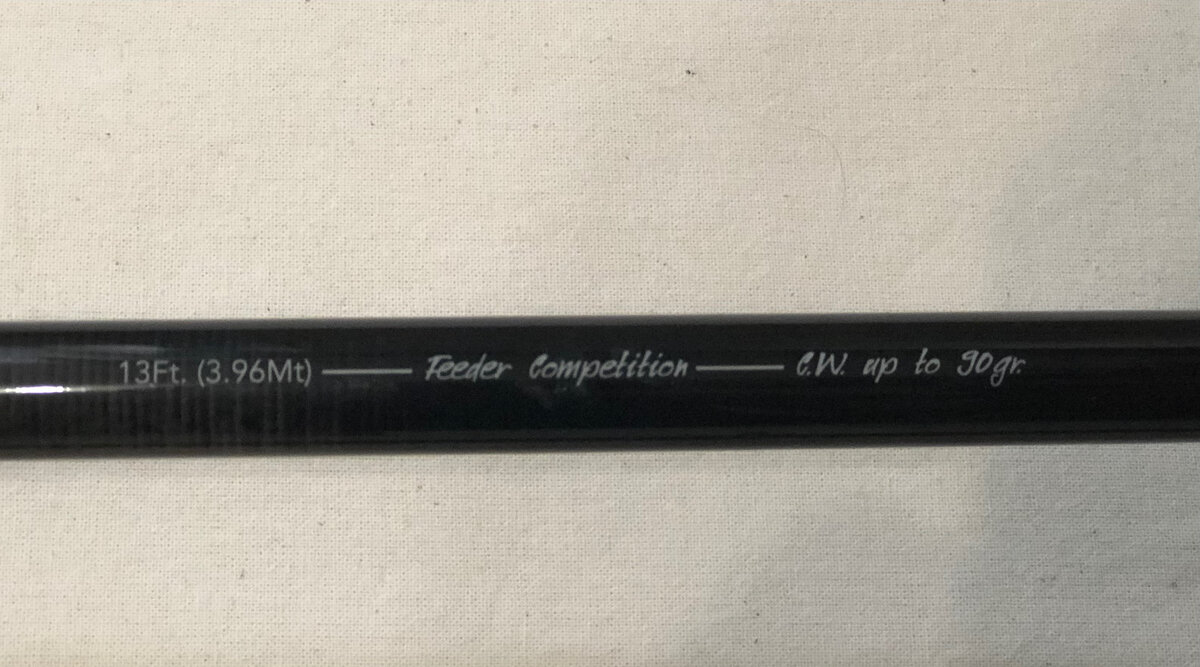 13Ft. (3.96Mt) — Feeder Competition — C.W. up to 90gr.